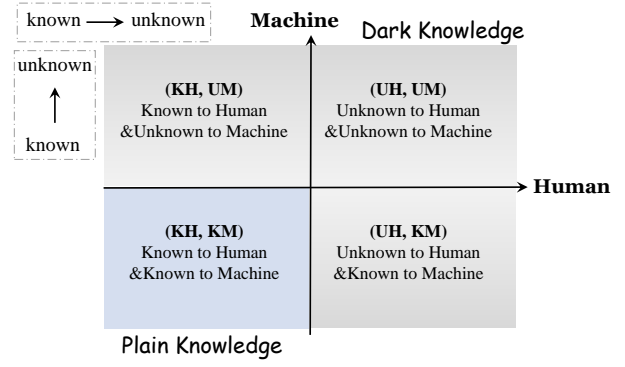 known → unknown
Machine
Dark Knowledge
unknown
↑
known
(KH, UM)
Known to Human
&Unknown to Machine
(UH, UM)
Unknown to Human
&Unknown to Machine
Human
(KH, KM)
Known to Human
&Known to Machine
(UH, KM)
Unknown to Human
&Known to Machine
Plain Knowledge